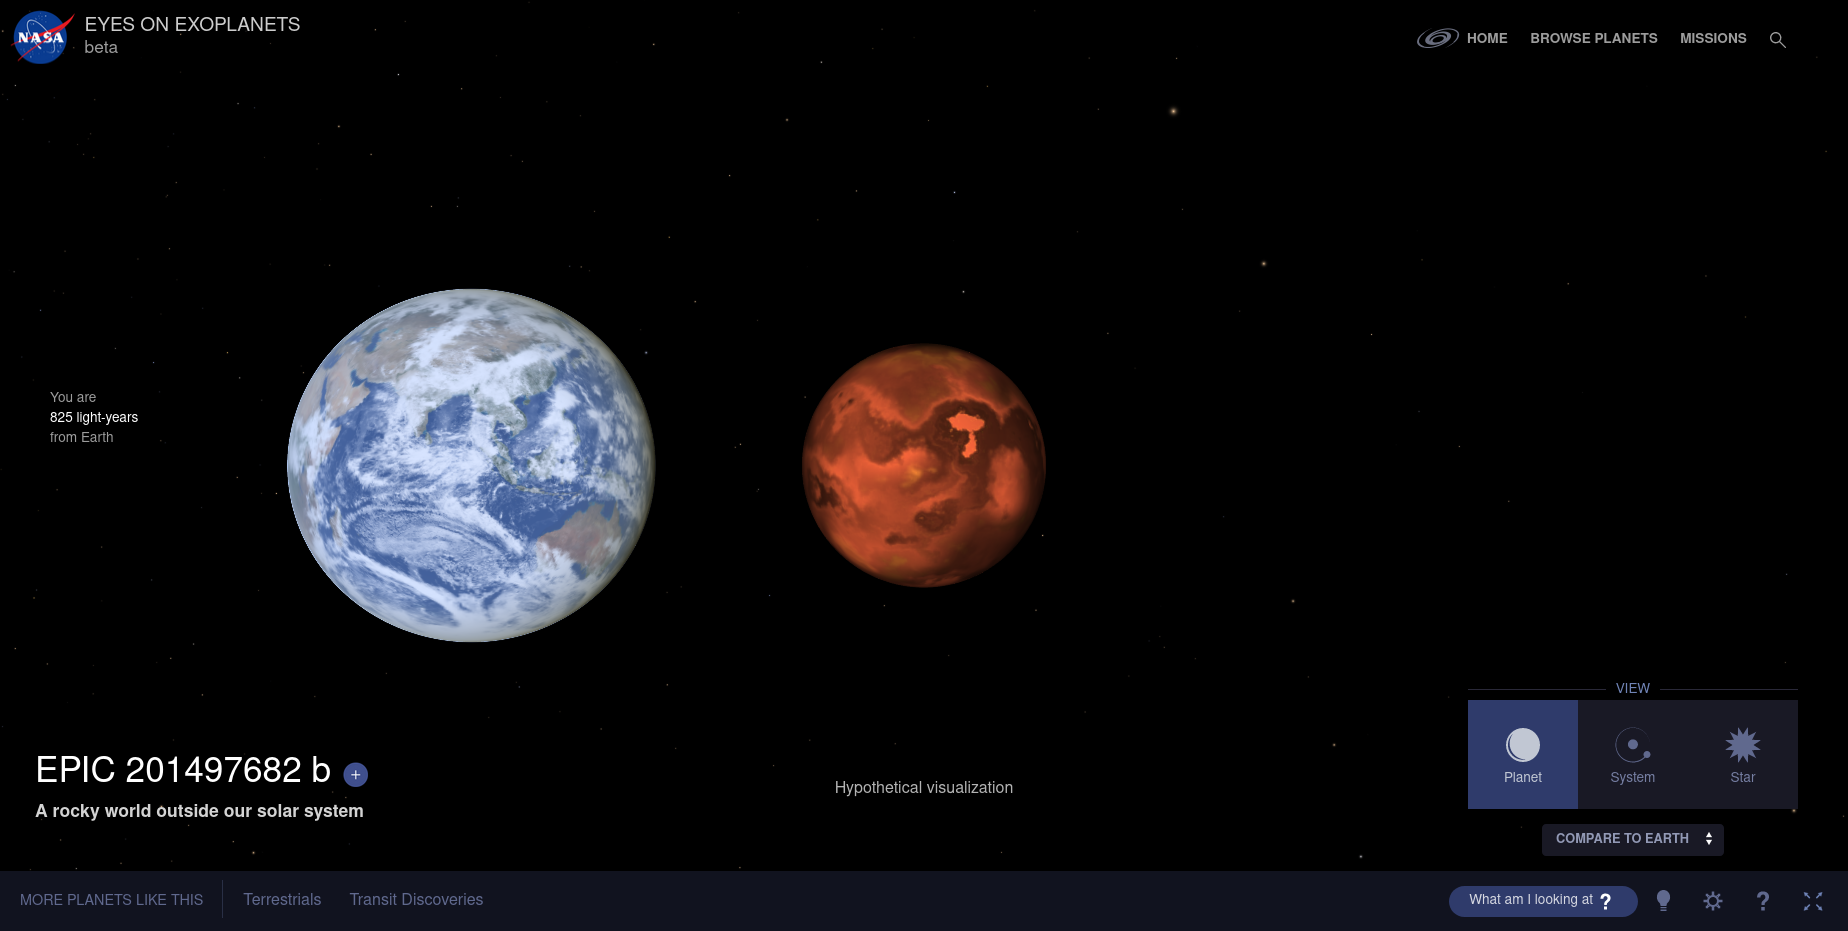 NASA
EYES ON EXOPLANETS
beta
HOME
BROWSE PLANETS
MISSIONS
You are
825 light-years
from Earth
EPIC 201497682 b +
A rocky world outside our solar system
Hypothetical visualization
VIEW
Planet
System
Star
COMPARE TO EARTH
MORE PLANETS LIKE THIS
Terrestrials
Transit Discoveries
What am I looking at ?
?